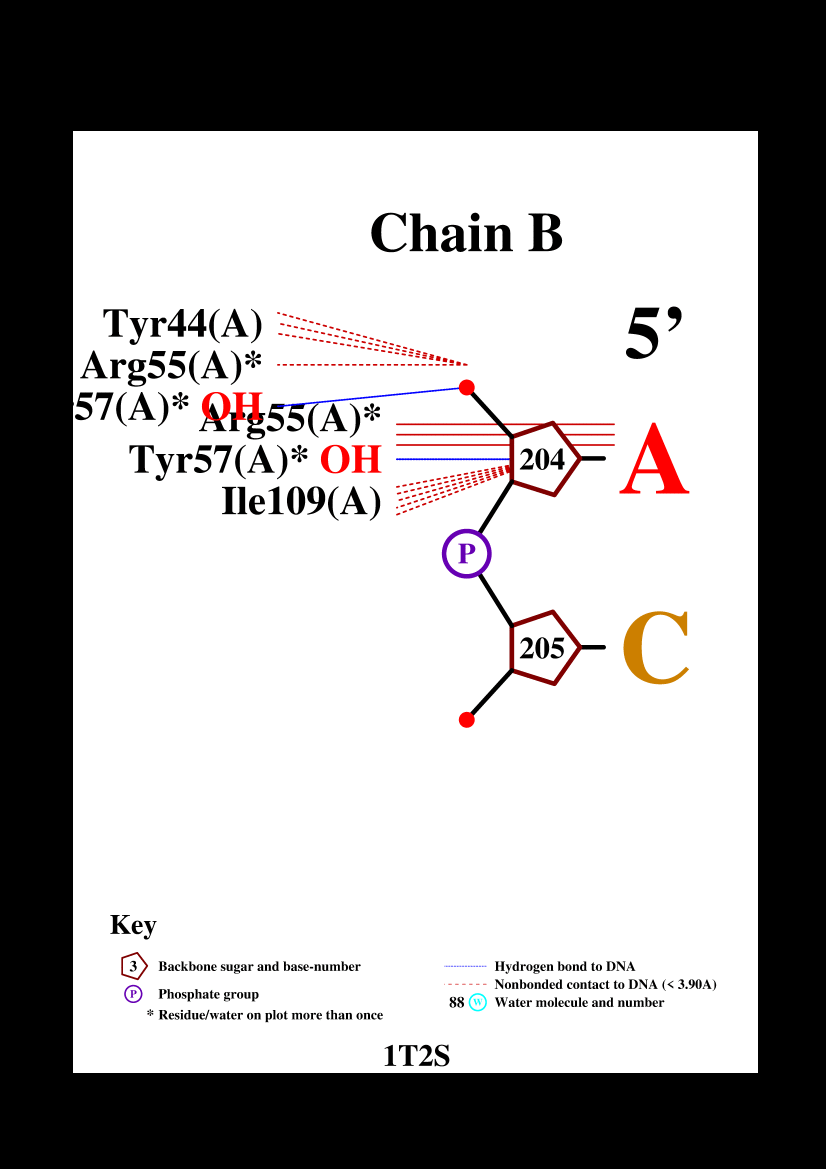 Chain B
5’
Tyr44(A)
Arg55(A)*
57(A)* OH
Arg55(A)*
Tyr57(A)* OH
Ile109(A)
204
A
P
205
C
Key
3 Backbone sugar and base-number
P Phosphate group
* Residue/water on plot more than once
Hydrogen bond to DNA
Nonbonded contact to DNA (< 3.90A)
88 W Water molecule and number
1T2S